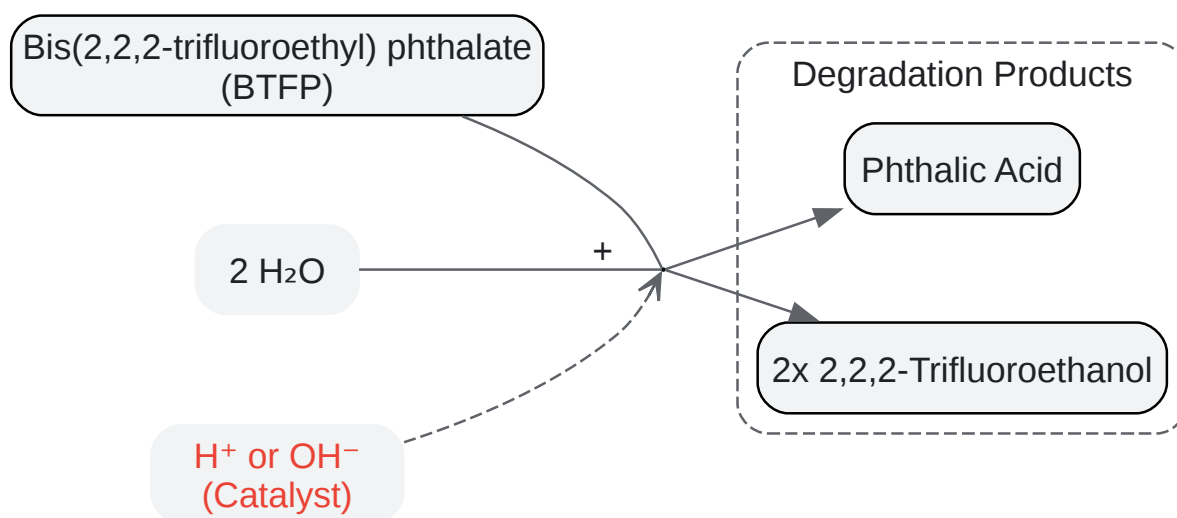 Bis(2,2,2-trifluoroethyl) phthalate
(BTFP)
Degradation Products
Phthalic Acid
+
2 H₂O
2x 2,2,2-Trifluoroethanol
H⁺ or OH⁻
(Catalyst)